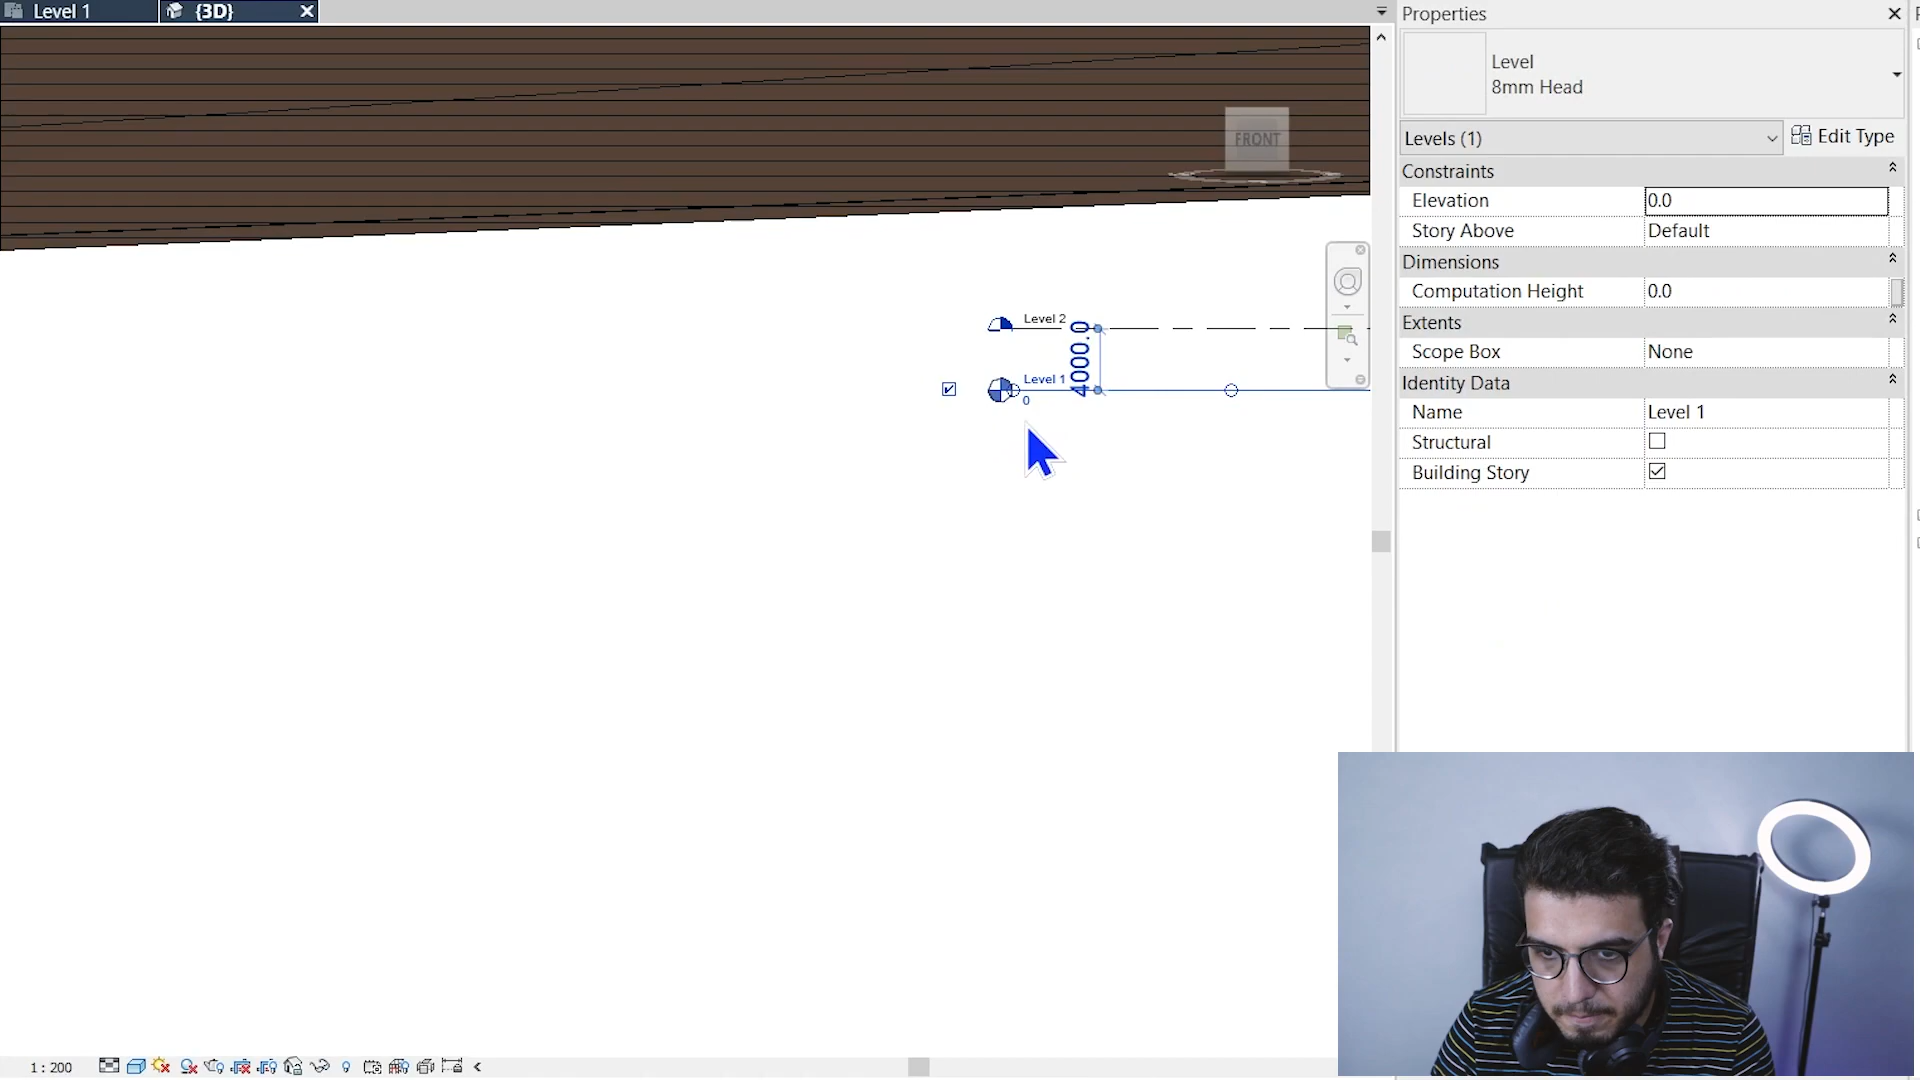 Level 1
{3D}
Properties
Level
8mm Head
Levels (1)
Edit Type
Constraints
Elevation 0.0
Story Above Default
Dimensions
Computation Height 0.0
Extents
Scope Box None
Identity Data
Name Level 1
Structural
Building Story
FRONT
Level 2
4000.0
Level 1
0
1 : 200